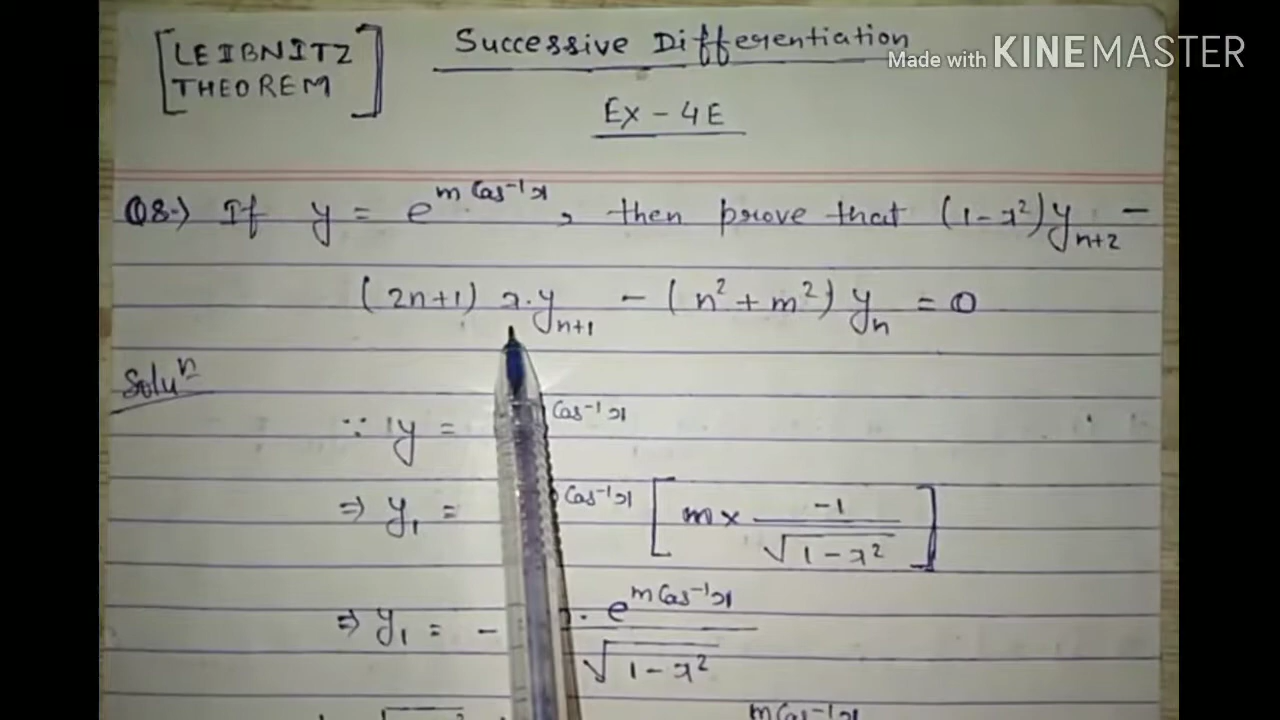 [LEIBNITZ THEOREM]
Successive Differentiation
Made with KINEMASTER
Ex - 4E
Q8.) If y = e^{m Cos⁻¹x}, then prove that (1-x²)y_{n+2} -
(2n+1) x.y_{n+1} - (n² + m²) y_n = 0
Soluⁿ
∵ y = Cos⁻¹x
⇒ y₁ = Cos⁻¹x [m × -1/√(1-x²)]
⇒ y₁ = - . e^{m Cos⁻¹x} / √(1-x²)
m Cos⁻¹x